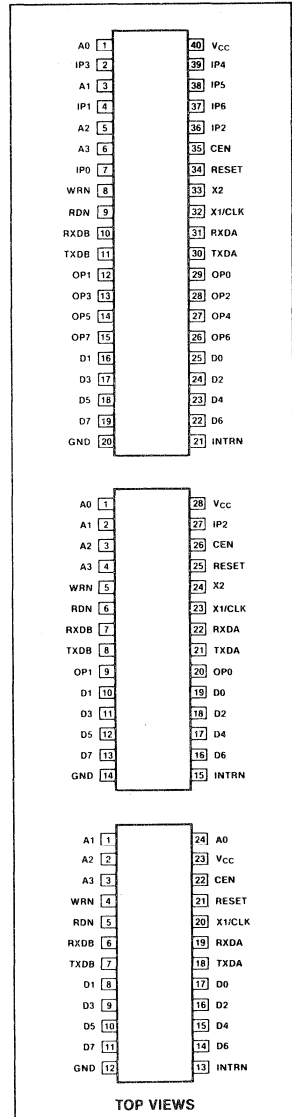 A0 1 40 VCC
IP3 2 39 IP4
A1 3 38 IP5
IP1 4 37 IP6
A2 5 36 IP2
A3 6 35 CEN
IP0 7 34 RESET
WRN 8 33 X2
RDN 9 32 X1/CLK
RXDB 10 31 RXDA
TXDB 11 30 TXDA
OP1 12 29 OP0
OP3 13 28 OP2
OP5 14 27 OP4
OP7 15 26 OP6
D1 16 25 D0
D3 17 24 D2
D5 18 23 D4
D7 19 22 D6
GND 20 21 INTRN
A0 1 28 VCC
A1 2 27 IP2
A2 3 26 CEN
A3 4 25 RESET
WRN 5 24 X2
RDN 6 23 X1/CLK
RXDB 7 22 RXDA
TXDB 8 21 TXDA
OP1 9 20 OP0
D1 10 19 D0
D3 11 18 D2
D5 12 17 D4
D7 13 16 D6
GND 14 15 INTRN
A1 1 24 A0
A2 2 23 VCC
A3 3 22 CEN
WRN 4 21 RESET
RDN 5 20 X1/CLK
RXDB 6 19 RXDA
TXDB 7 18 TXDA
D1 8 17 D0
D3 9 16 D2
D5 10 15 D4
D7 11 14 D6
GND 12 13 INTRN
TOP VIEWS